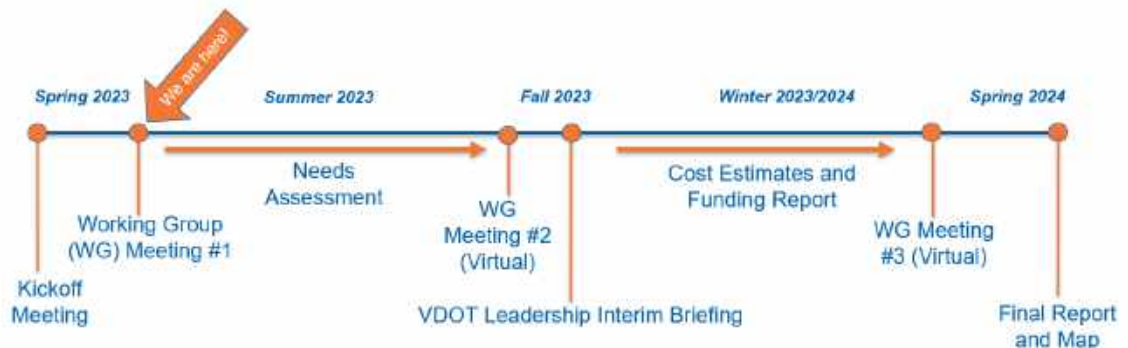 We are here!
Spring 2023
Summer 2023
Fall 2023
Winter 2023/2024
Spring 2024
Needs
Assessment
Cost Estimates and
Funding Report
Working Group
(WG) Meeting #1
WG
Meeting #2
(Virtual)
WG Meeting
#3 (Virtual)
Kickoff
Meeting
VDOT Leadership Interim Briefing
Final Report
and Map